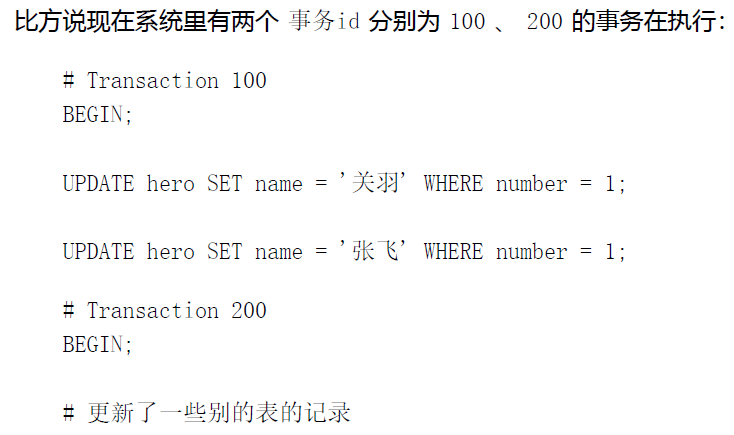 比方说现在系统里有两个 事务id 分别为 100 、 200 的事务在执行：
# Transaction 100
BEGIN;
UPDATE hero SET name = '关羽' WHERE number = 1;
UPDATE hero SET name = '张飞' WHERE number = 1;
# Transaction 200
BEGIN;
# 更新了一些别的表的记录